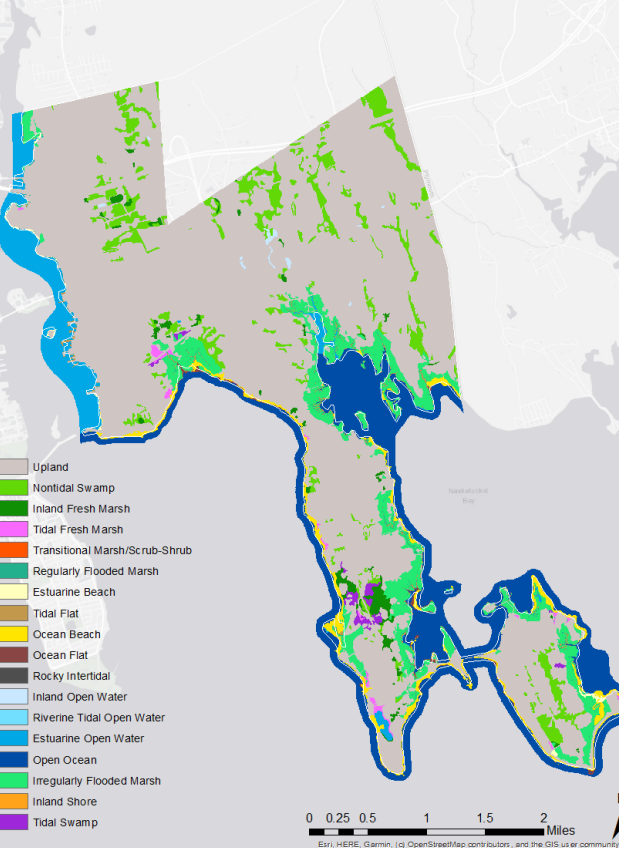 Nasketucket
Bay
Upland
Nontidal Swamp
Inland Fresh Marsh
Tidal Fresh Marsh
Transitional Marsh/Scrub-Shrub
Regularly Flooded Marsh
Estuarine Beach
Tidal Flat
Ocean Beach
Ocean Flat
Rocky Intertidal
Inland Open Water
Riverine Tidal Open Water
Estuarine Open Water
Open Ocean
Irregularly Flooded Marsh
Inland Shore
Tidal Swamp
0 0.25 0.5 1 1.5 2
Miles
Esri, HERE, Garmin, (c) OpenStreetMap contributors, and the GIS user community